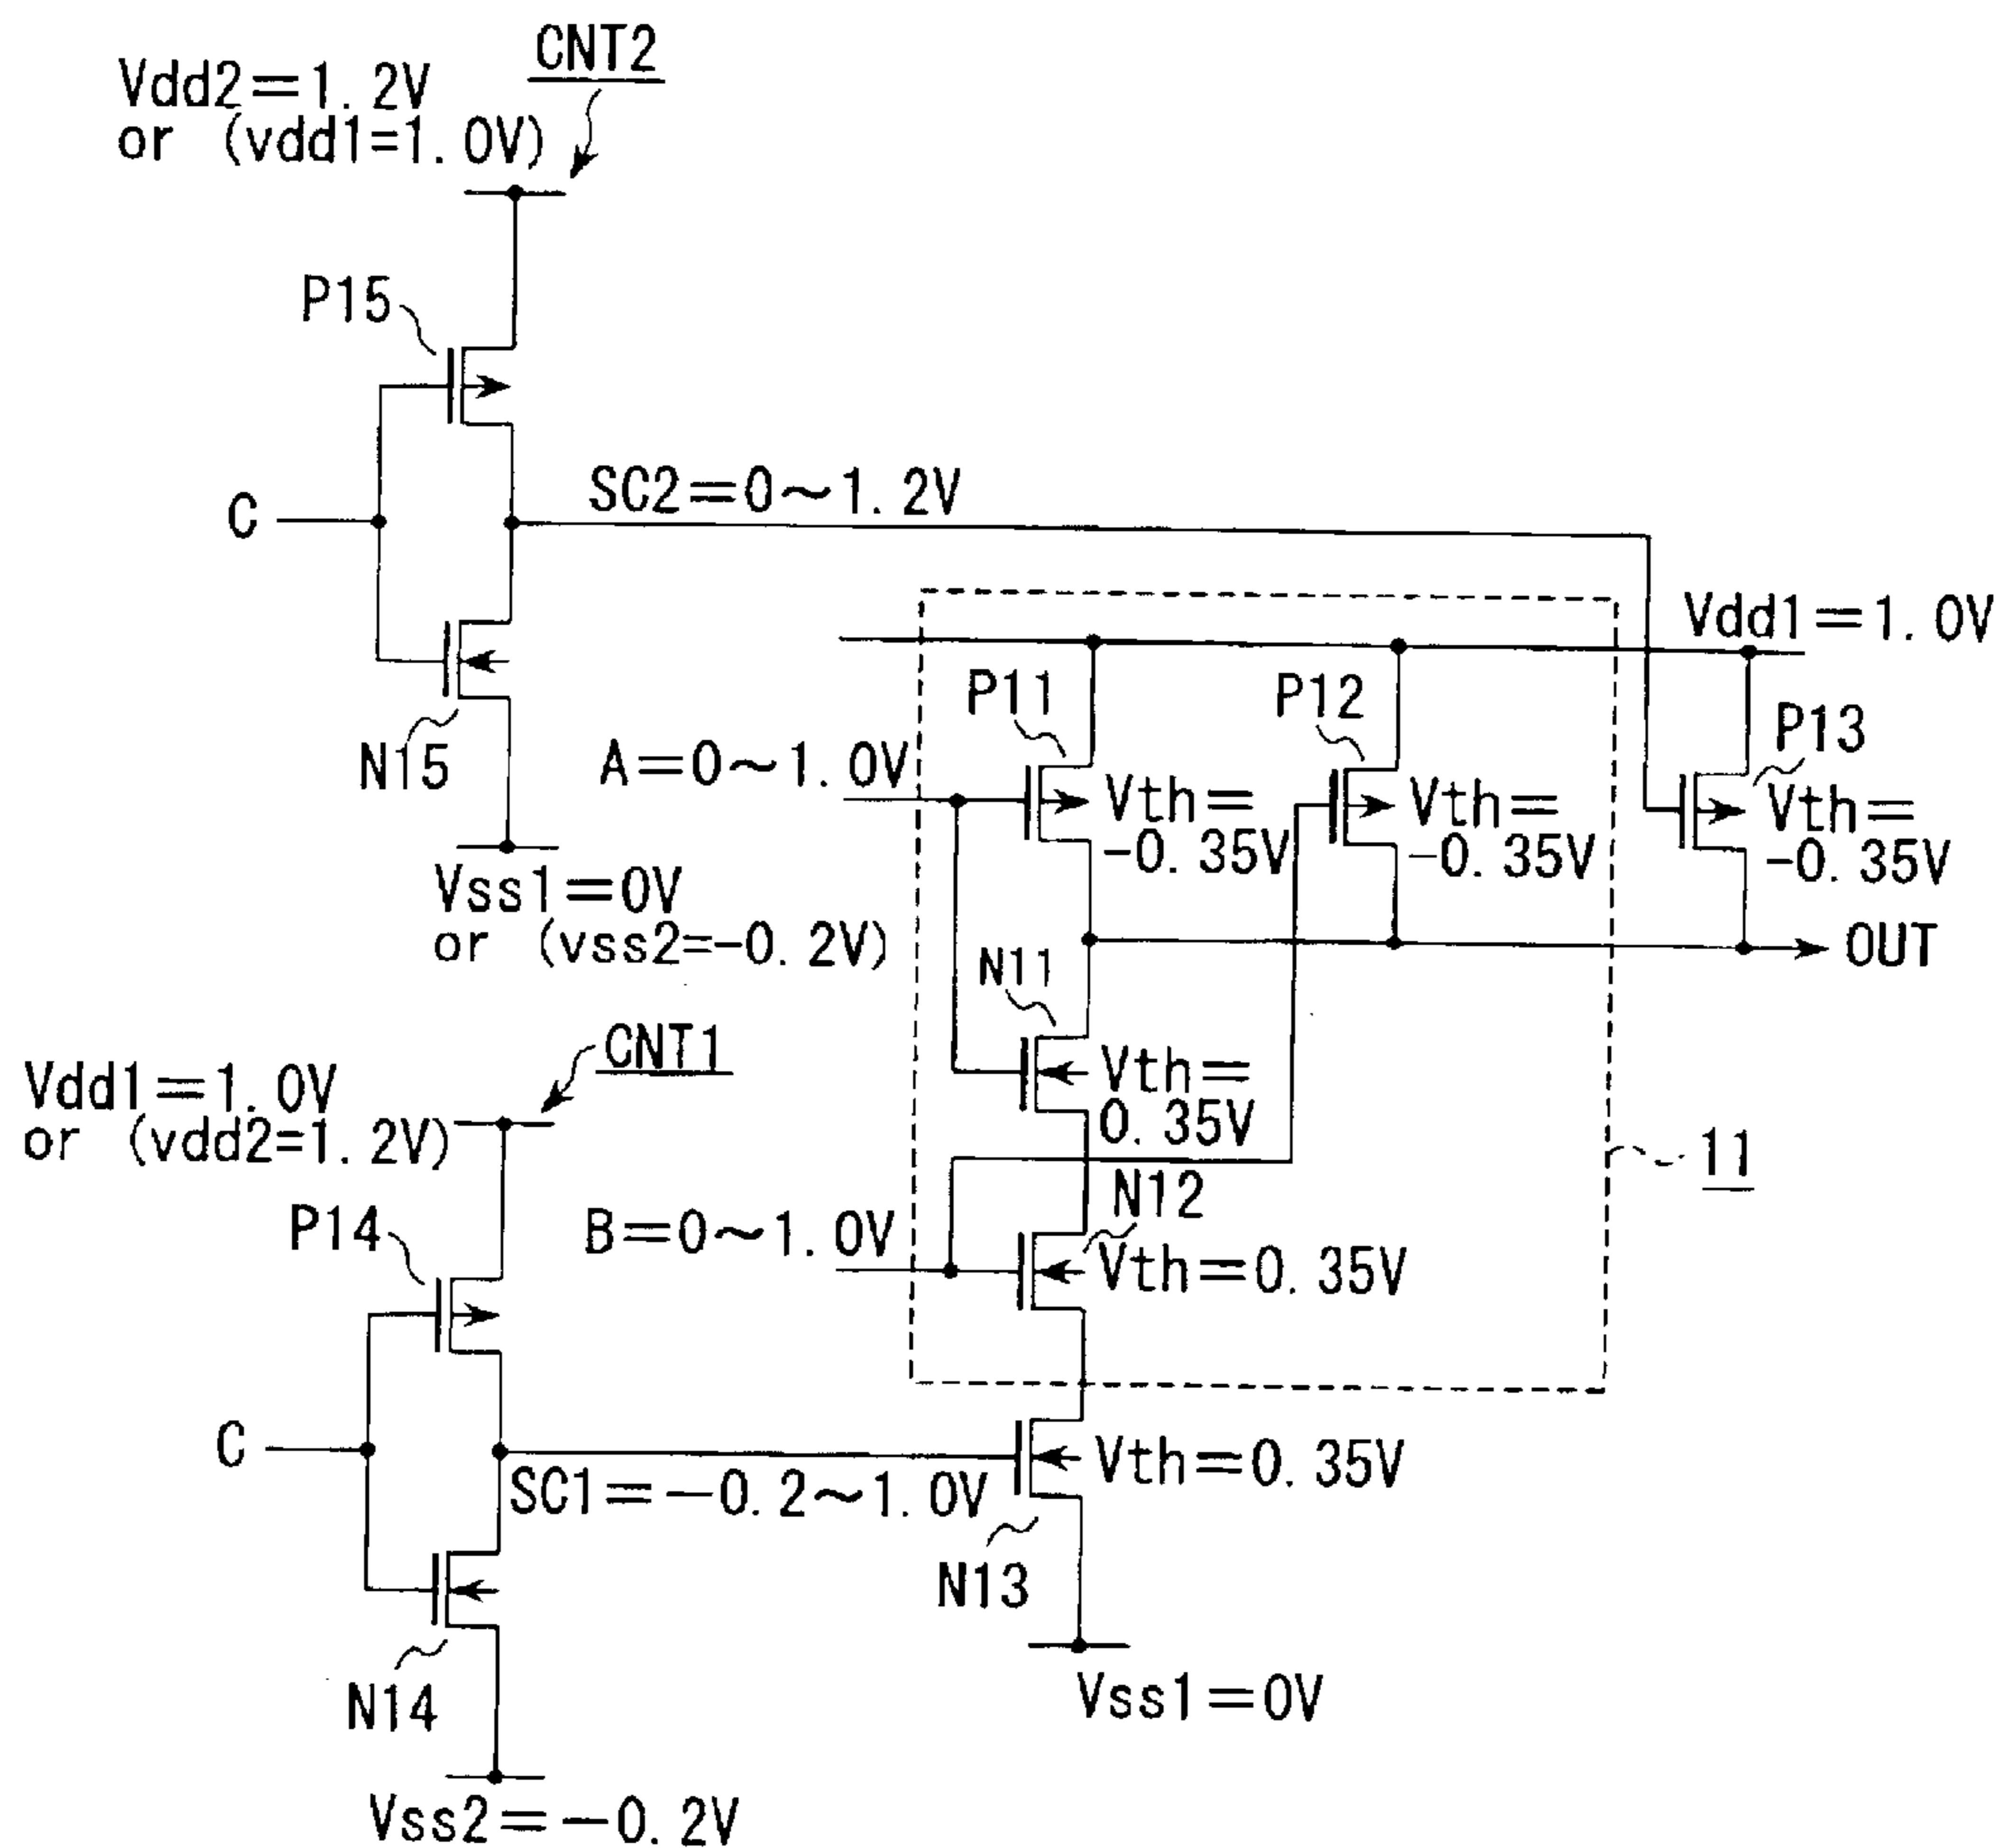 CNT2
Vdd2=1.2V
or (vdd1=1.0V)
P15
SC2=0~1.2V
C
Vdd1=1.0V
P11
P12
P13
N15
A=0~1.0V
Vth=
-0.35V
Vth=
-0.35V
Vth=
-0.35V
Vss1=0V
or (vss2=-0.2V)
OUT
N11
CNT1
Vdd1=1.0V
or (vdd2=1.2V)
Vth=
0.35V
11
N12
P14
B=0~1.0V
Vth=0.35V
C
SC1=-0.2~1.0V
Vth=0.35V
N13
N14
Vss1=0V
Vss2=-0.2V